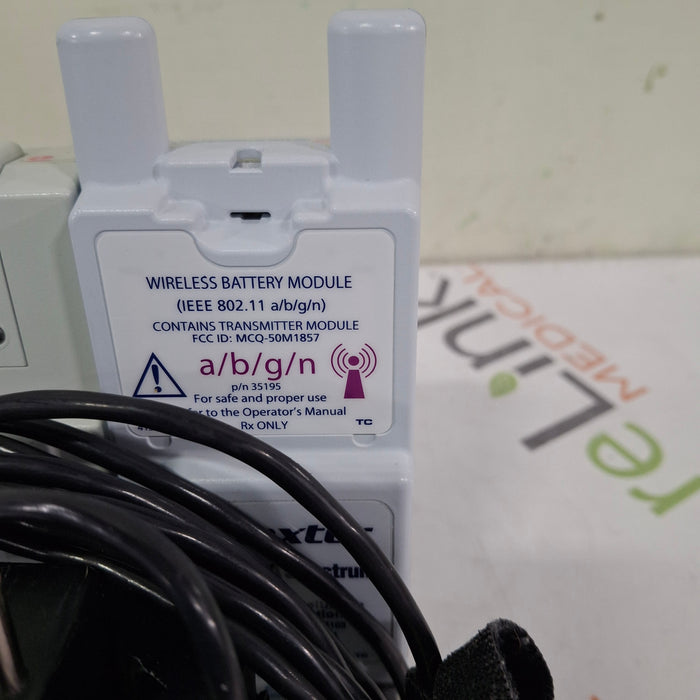 WIRELESS BATTERY MODULE
(IEEE 802.11 a/b/g/n)
CONTAINS TRANSMITTER MODULE
FCC ID: MCQ-50M1857
a/b/g/n
p/n 35195
For safe and proper use
to the Operator's Manual
Rx ONLY
TC
reLink
MEDICAL